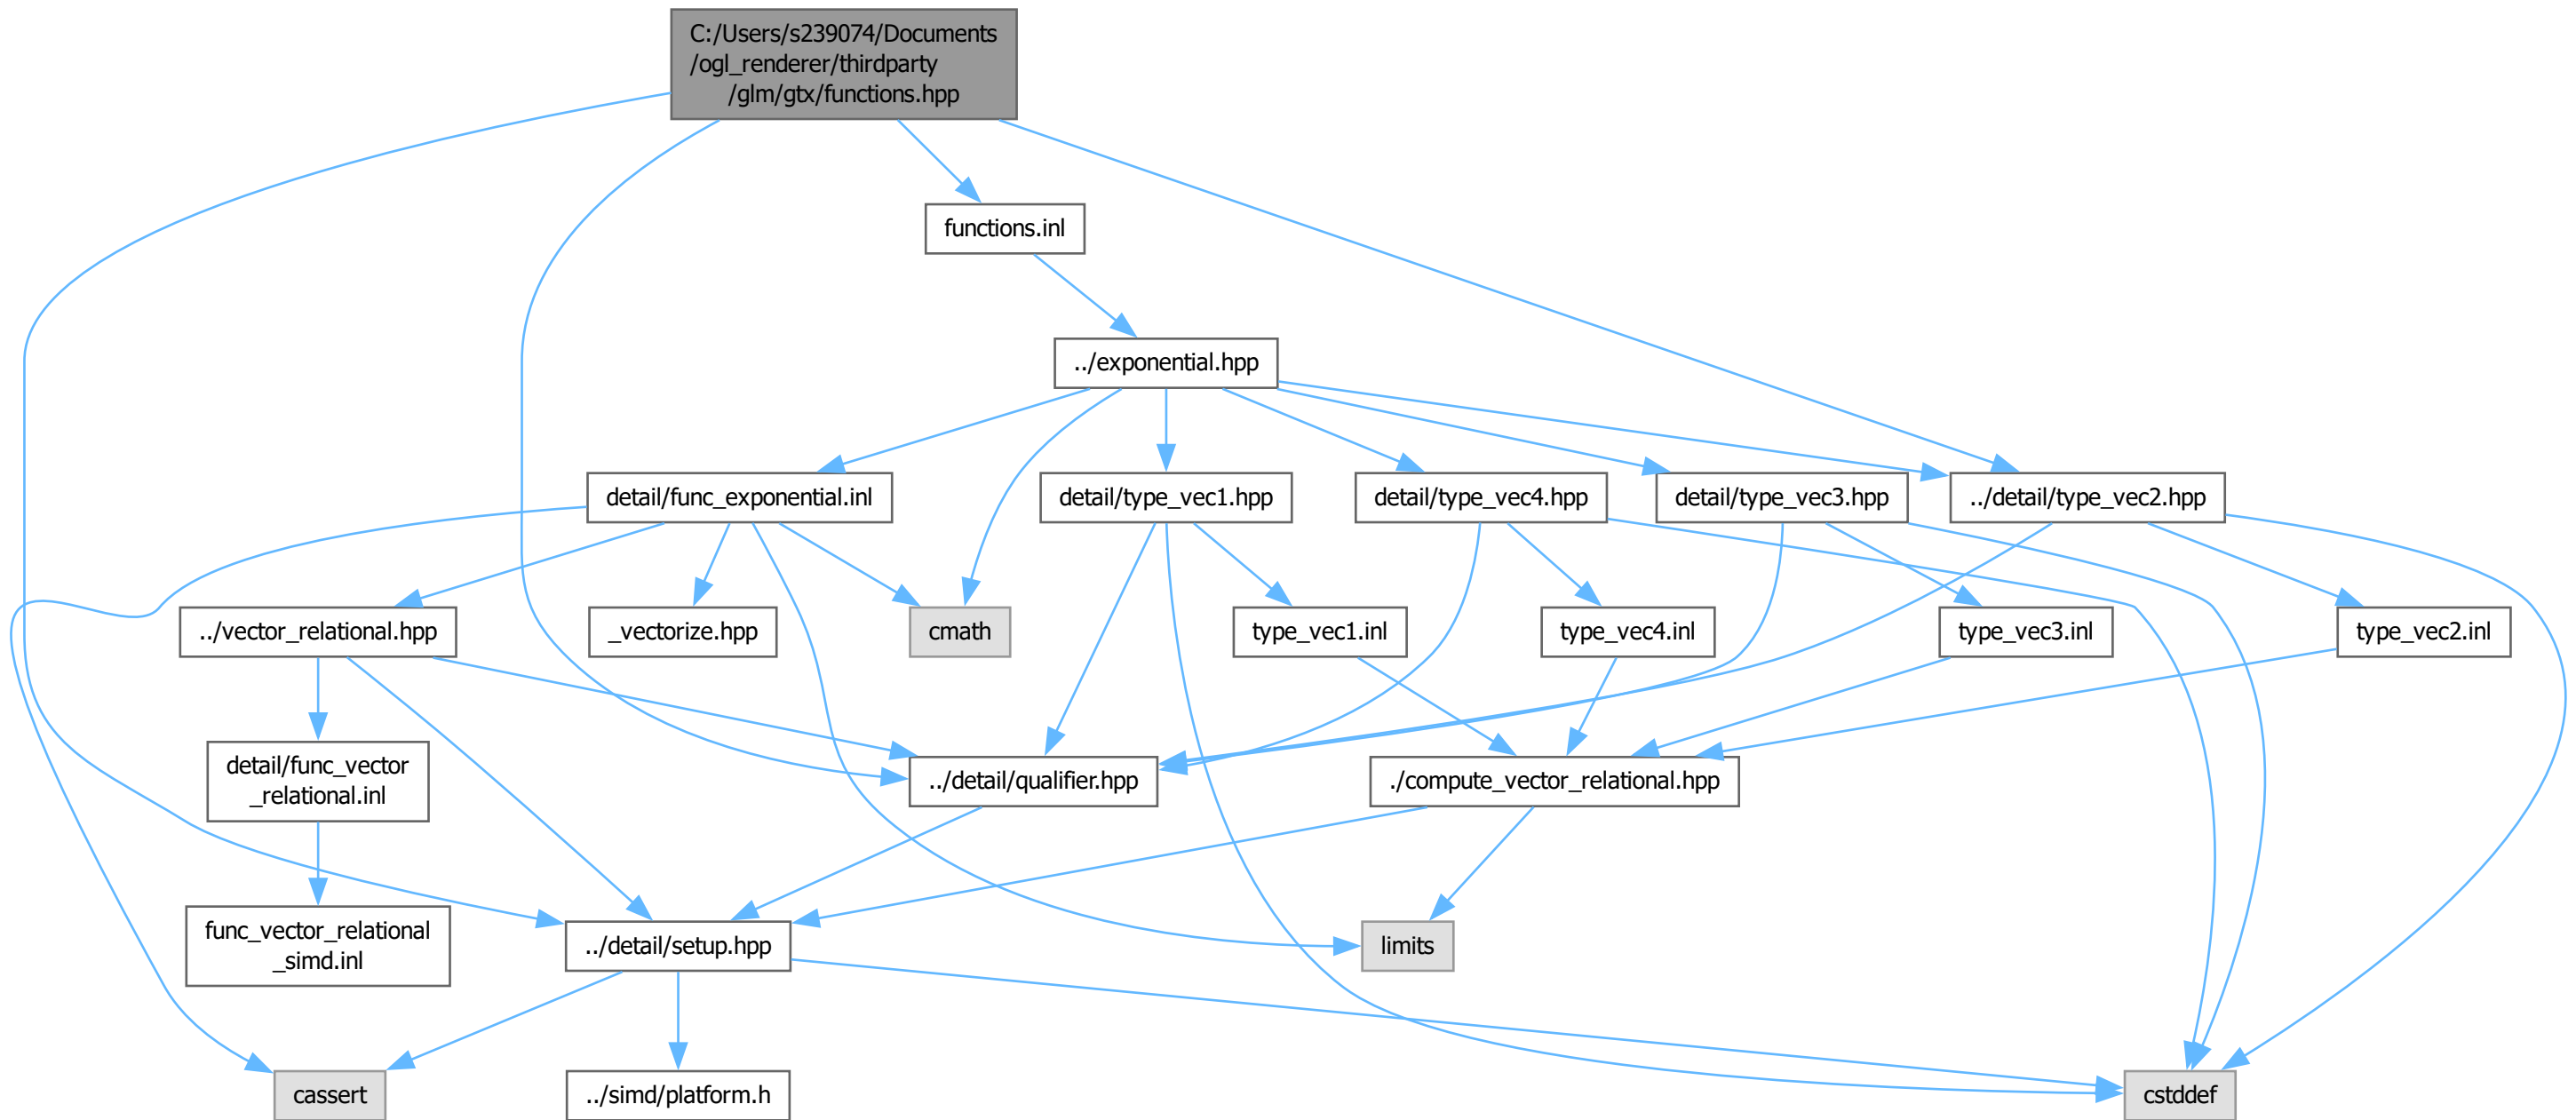 C:/Users/s239074/Documents
/ogl_renderer/thirdparty
/glm/gtx/functions.hpp
functions.inl
../exponential.hpp
detail/func_exponential.inl
detail/type_vec1.hpp
detail/type_vec4.hpp
detail/type_vec3.hpp
../detail/type_vec2.hpp
../vector_relational.hpp
_vectorize.hpp
cmath
type_vec1.inl
type_vec4.inl
type_vec3.inl
type_vec2.inl
detail/func_vector
_relational.inl
../detail/qualifier.hpp
./compute_vector_relational.hpp
func_vector_relational
_simd.inl
../detail/setup.hpp
limits
cassert
../simd/platform.h
cstddef